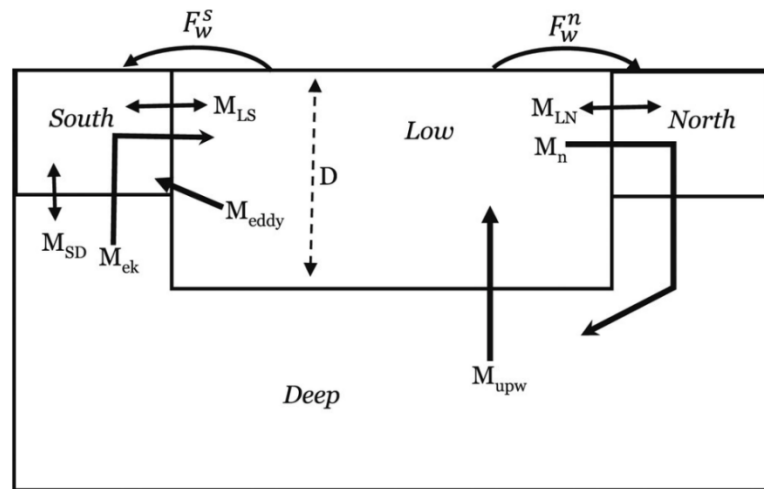 F_w^s
F_w^n
South
M_LS
Low
M_LN
North
M_n
D
M_eddy
M_SD
M_ek
M_upw
Deep